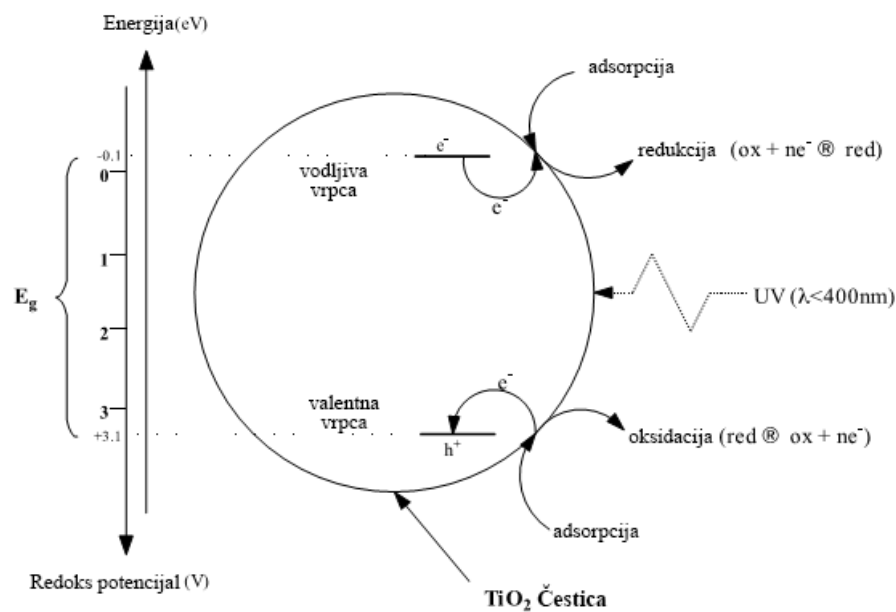 Energija(eV)
adsorpcija
-0.1
e⁻
redukcija (ox + ne⁻ ® red)
0
vodljiva
vrpca
e⁻
1
E_g
UV (λ<400nm)
2
3
valentna
vrpca
e⁻
+3.1
h⁺
oksidacija (red ® ox + ne⁻)
adsorpcija
Redoks potencijal (V)
TiO₂ Čestica